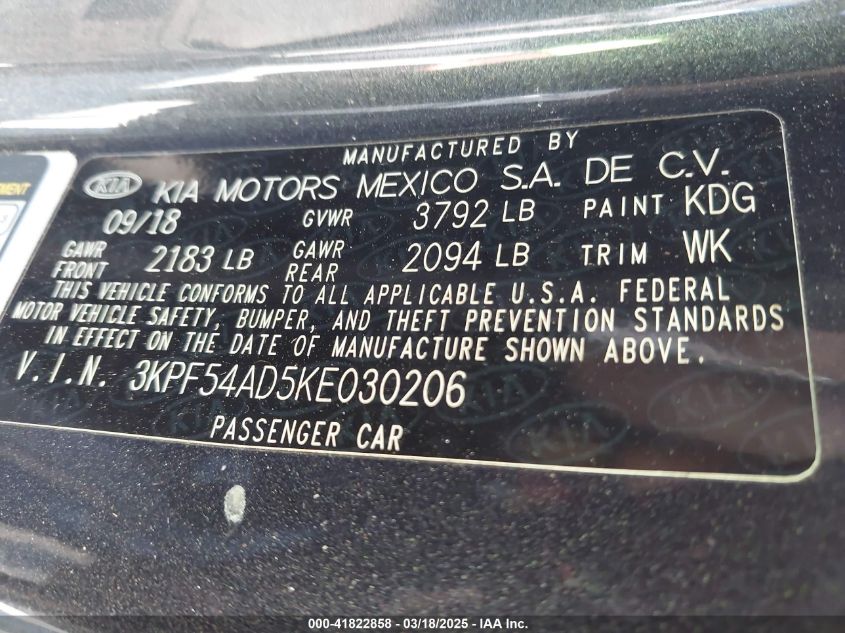 MANUFACTURED BY
KIA KIA MOTORS MEXICO S.A. DE C.V.
09/18 GVWR 3792 LB PAINT KDG
GAWR FRONT 2183 LB GAWR REAR 2094 LB TRIM WK
THIS VEHICLE CONFORMS TO ALL APPLICABLE U.S.A. FEDERAL
MOTOR VEHICLE SAFETY, BUMPER, AND THEFT PREVENTION STANDARDS
IN EFFECT ON THE DATE OF MANUFACTURE SHOWN ABOVE.
V.I.N. 3KPF54AD5KE030206
PASSENGER CAR
000-41822858 - 03/18/2025 - IAA Inc.